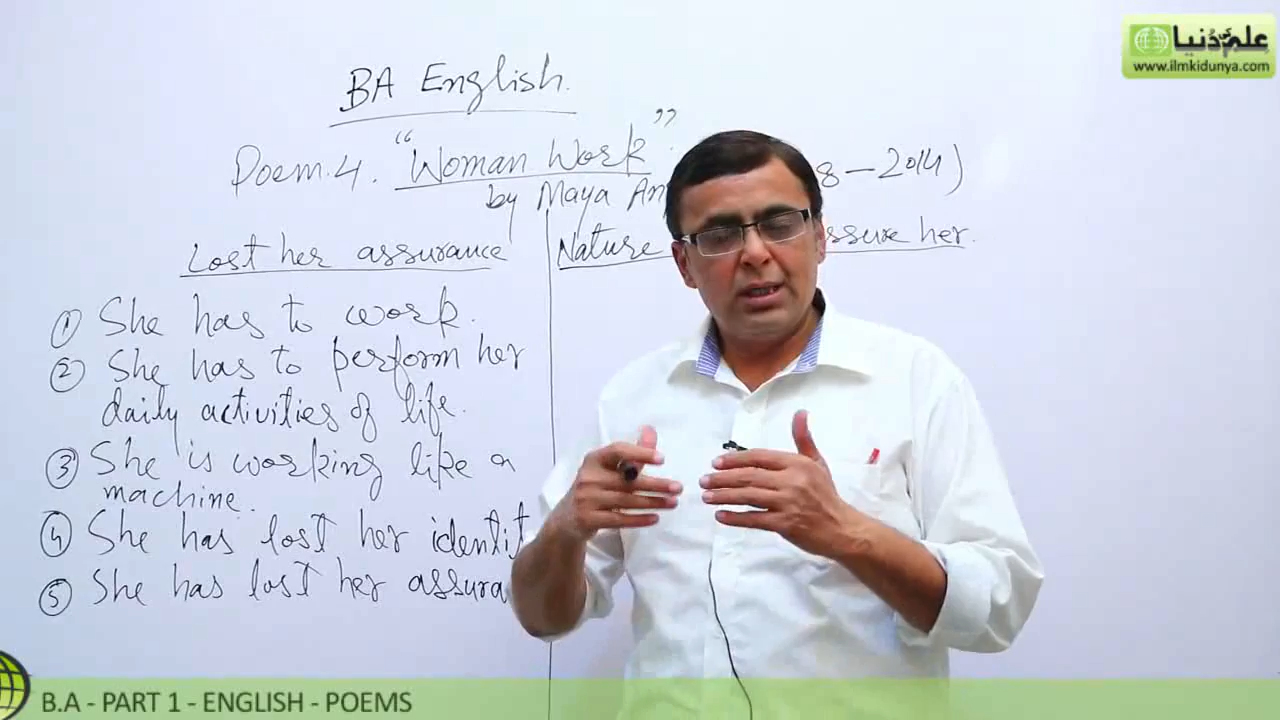 علم کی دُنیا
www.ilmkidunya.com
BA English.
Poem.4. "Woman Work".
by Maya An 8-2014)
Lost her assurance
Nature ssure her.
① She has to work.
② She has to perform her
daily activities of life.
③ She is working like a
machine.
④ She has lost her identit
⑤ She has lost her assura
B.A - PART 1 - ENGLISH - POEMS